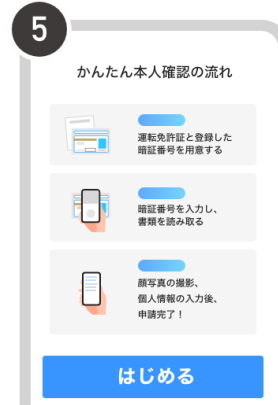 5
かんたん本人確認の流れ
運転免許証と登録した
暗証番号を用意する
暗証番号を入力し、
書類を読み取る
顔写真の撮影、
個人情報の入力後、
申請完了！
はじめる